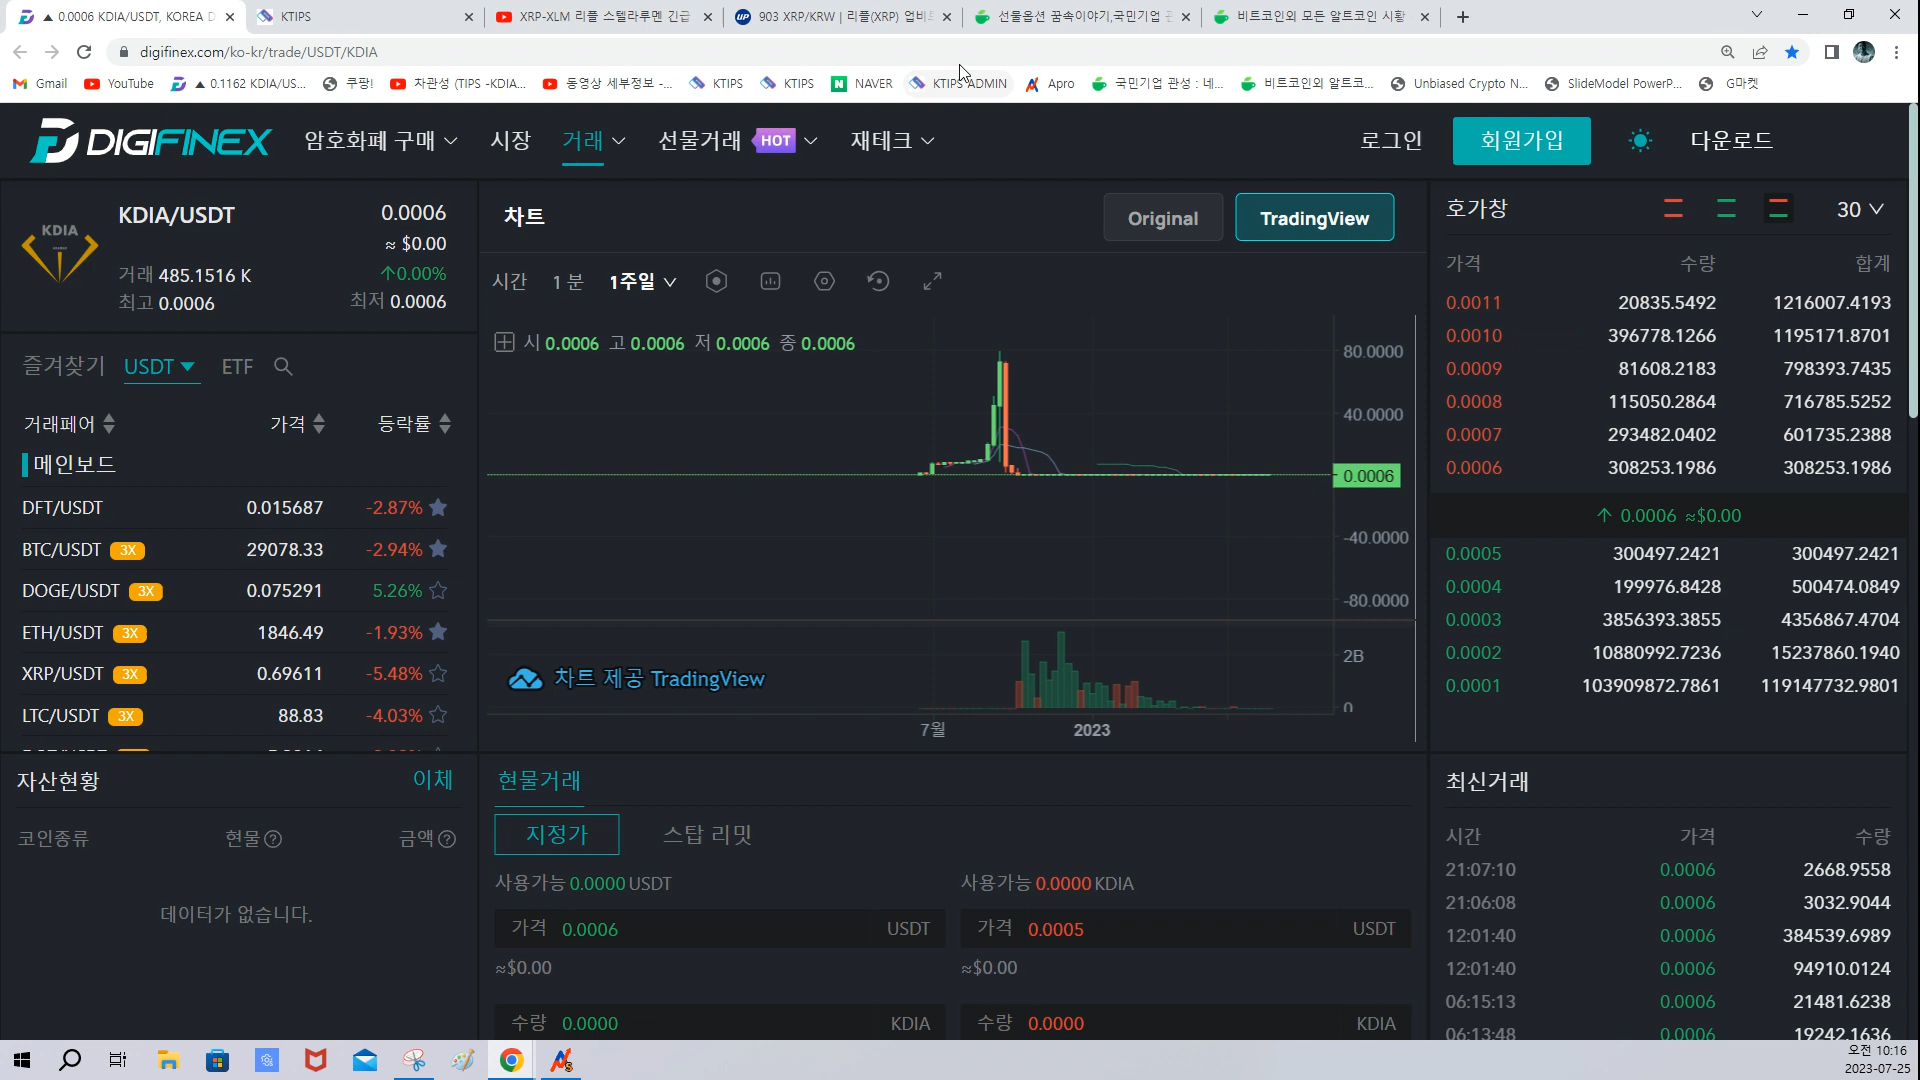 ▲ 0.0006 KDIA/USDT, KOREA D
KTIPS
XRP-XLM 리플 스텔라루멘 긴급
903 XRP/KRW | 리플(XRP) 업비트
선물옵션 꿈속이야기,국민기업 관
비트코인외 모든 알트코인 시황
digifinex.com/ko-kr/trade/USDT/KDIA
Gmail
YouTube
▲ 0.1162 KDIA/US...
쿠팡!
차관성 (TIPS -KDIA...
동영상 세부정보 -...
KTIPS
KTIPS
NAVER
KTIPS ADMIN
Apro
국민기업 관성 : 네...
비트코인외 알트코...
Unbiased Crypto N...
SlideModel PowerP...
G마켓
DIGIFINEX
암호화폐 구매
시장
거래
선물거래 HOT
재테크
로그인
회원가입
다운로드
KDIA
KDIA/USDT
0.0006
≈ $0.00
거래 485.1516 K
↑0.00%
최고 0.0006
최저 0.0006
즐겨찾기 USDT ETF
거래페어 가격 등락률
메인보드
DFT/USDT 0.015687 -2.87%
BTC/USDT 3X 29078.33 -2.94%
DOGE/USDT 3X 0.075291 5.26%
ETH/USDT 3X 1846.49 -1.93%
XRP/USDT 3X 0.69611 -5.48%
LTC/USDT 3X 88.83 -4.03%
자산현황 이체
코인종류 현물 금액
데이터가 없습니다.
차트
Original
TradingView
시간 1 분 1주일
시 0.0006 고 0.0006 저 0.0006 종 0.0006
80.0000
40.0000
0.0006
-40.0000
-80.0000
2B
0
차트 제공 TradingView
7월
2023
현물거래
지정가
스탑 리밋
사용가능 0.0000 USDT
사용가능 0.0000 KDIA
가격 0.0006 USDT
가격 0.0005 USDT
≈$0.00
≈$0.00
수량 0.0000 KDIA
수량 0.0000 KDIA
호가창
30
가격 수량 합계
0.0011 20835.5492 1216007.4193
0.0010 396778.1266 1195171.8701
0.0009 81608.2183 798393.7435
0.0008 115050.2864 716785.5252
0.0007 293482.0402 601735.2388
0.0006 308253.1986 308253.1986
↑ 0.0006 ≈$0.00
0.0005 300497.2421 300497.2421
0.0004 199976.8428 500474.0849
0.0003 3856393.3855 4356867.4704
0.0002 10880992.7236 15237860.1940
0.0001 103909872.7861 119147732.9801
최신거래
시간 가격 수량
21:07:10 0.0006 2668.9558
21:06:08 0.0006 3032.9044
12:01:40 0.0006 384539.6989
12:01:40 0.0006 94910.0124
06:15:13 0.0006 21481.6238
06:13:48 0.0006 19242.1636
오전 10:16
2023-07-25